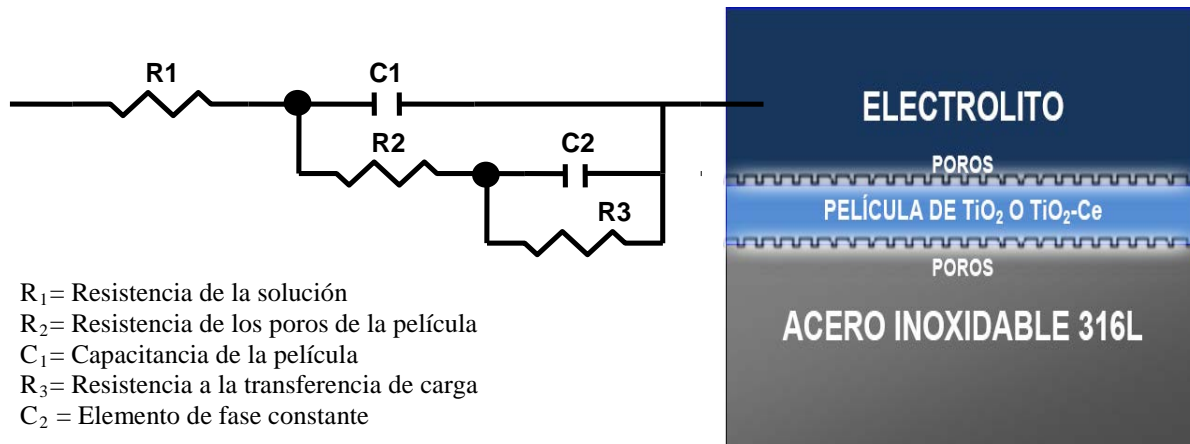 R1
C1
R2
C2
R3
R₁= Resistencia de la solución
R₂= Resistencia de los poros de la película
C₁= Capacitancia de la película
R₃= Resistencia a la transferencia de carga
C₂ = Elemento de fase constante
ELECTROLITO
POROS
PELÍCULA DE TiO₂ O TiO₂-Ce
POROS
ACERO INOXIDABLE 316L